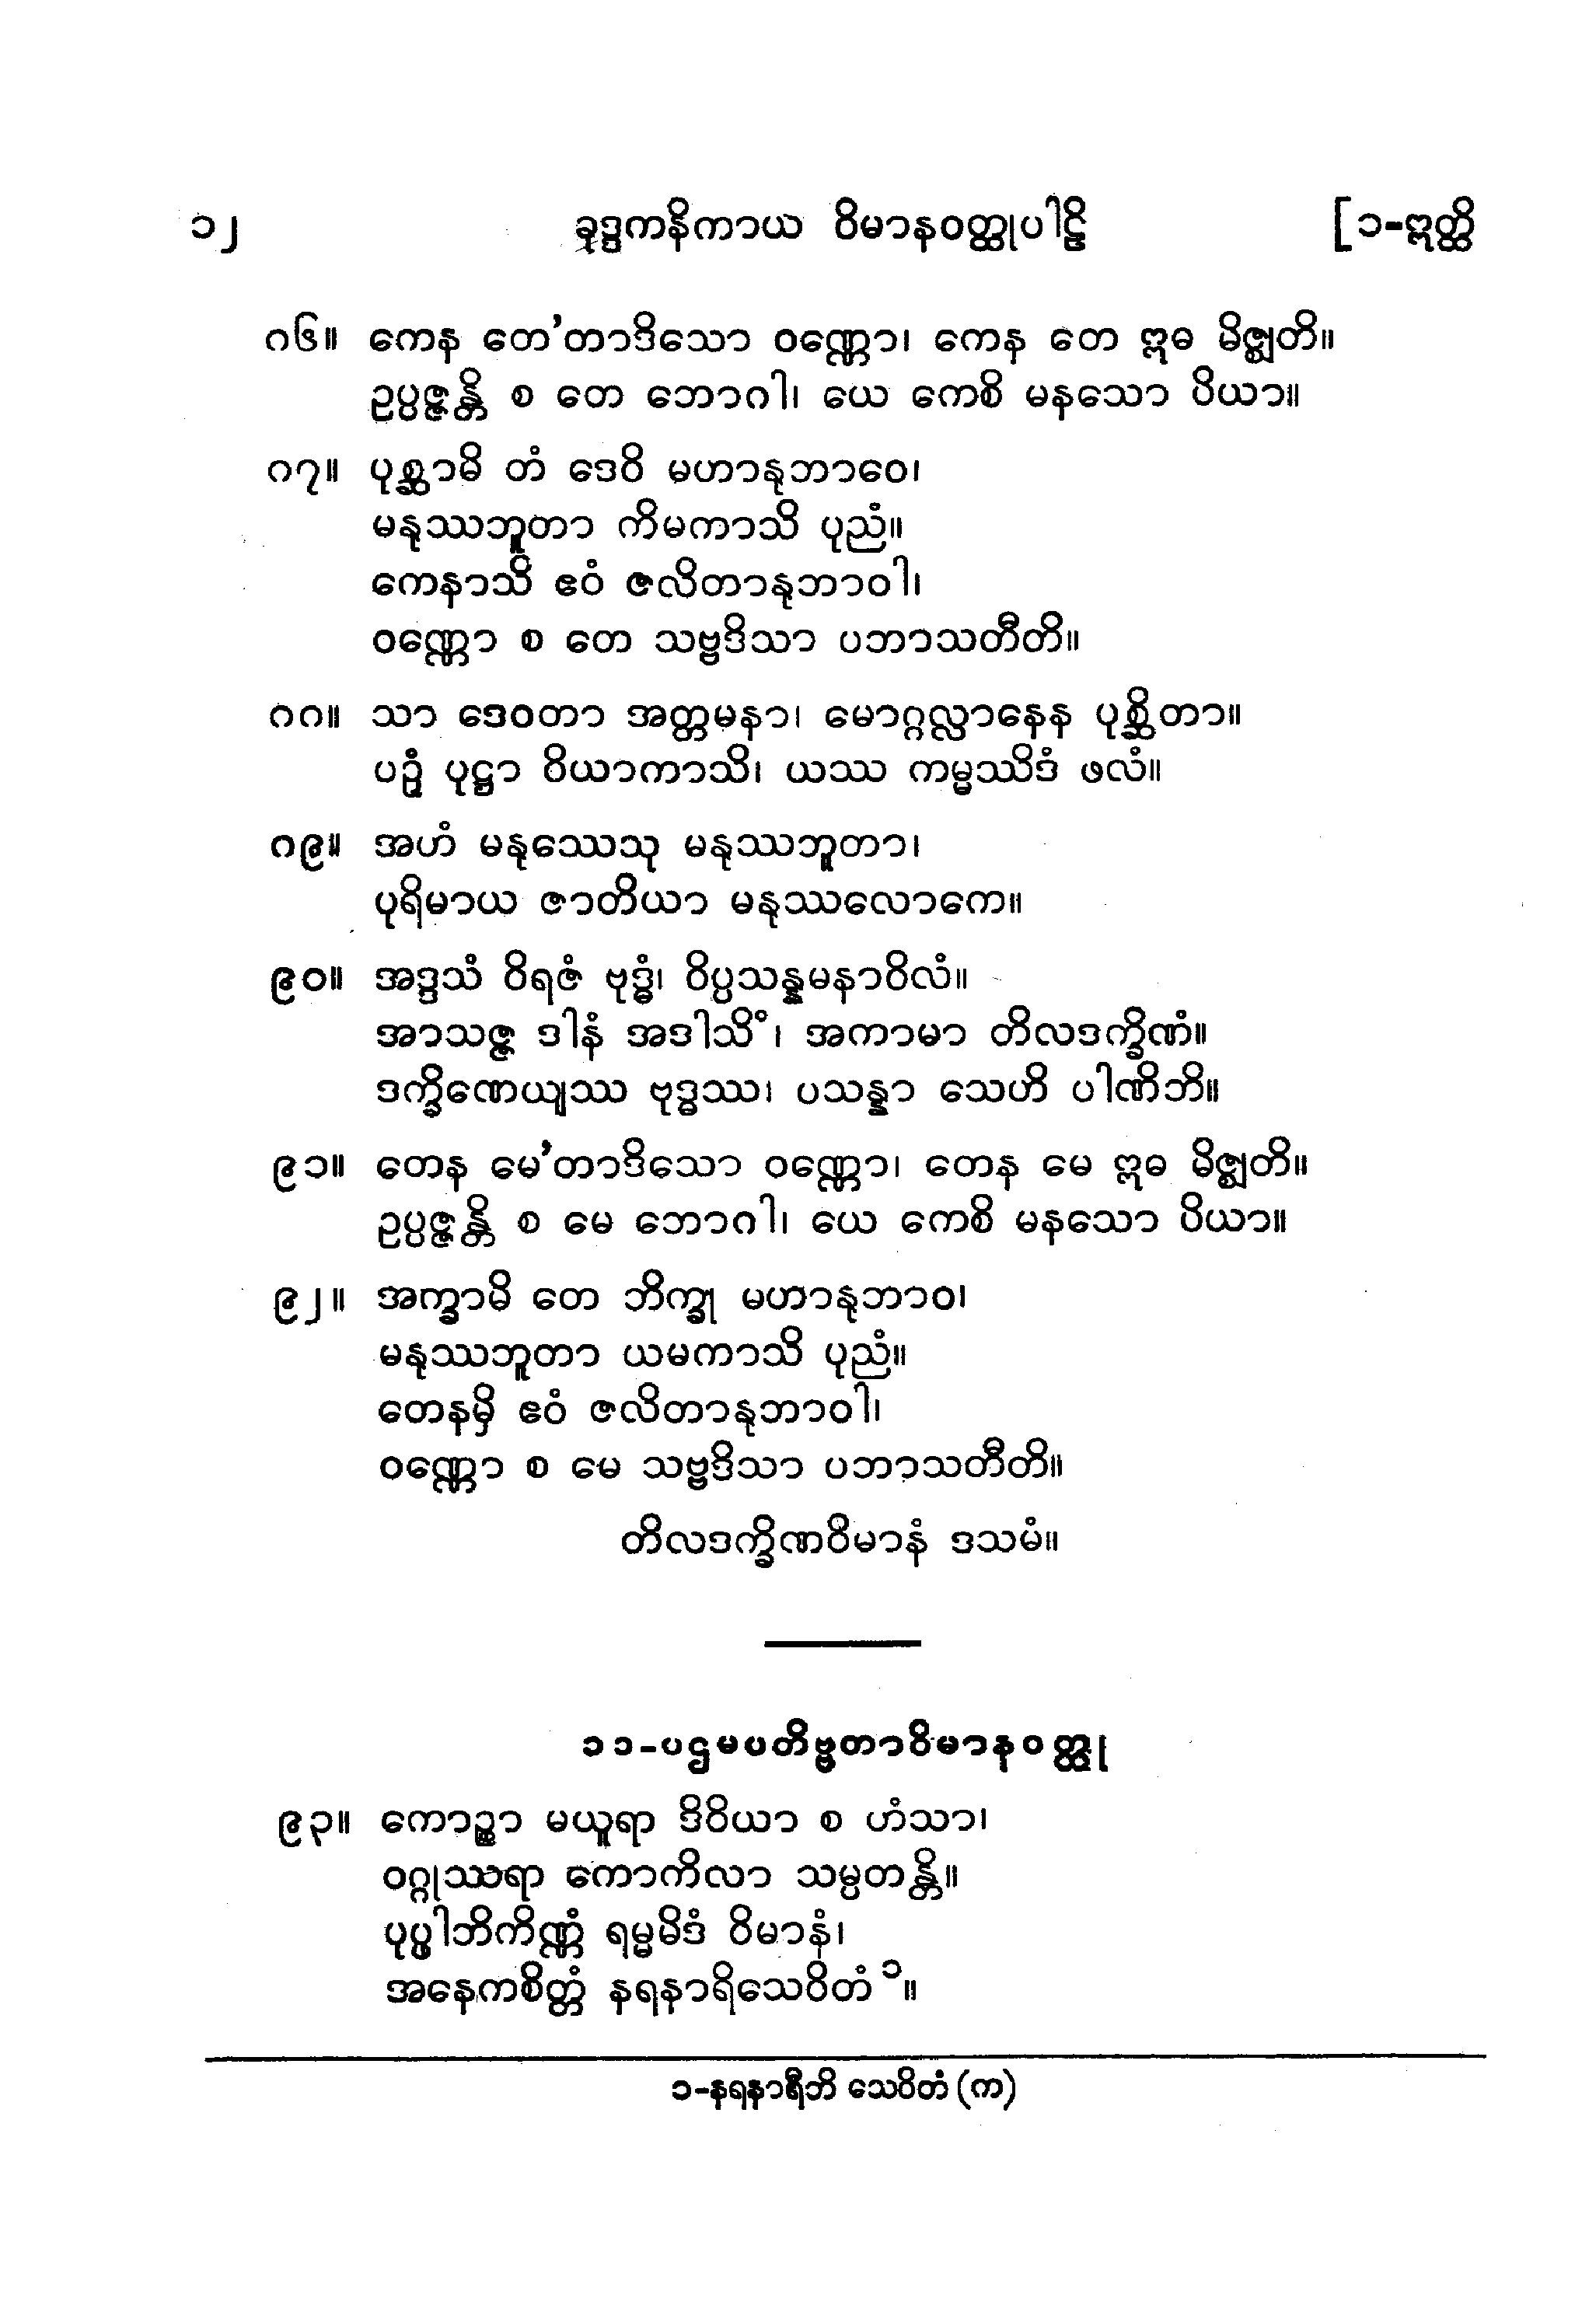 ၁၂ ခုဒ္ဒကနိကာယ ဝိမာနဝတ္ထုပါဠိ [၁-ဣတ္ထိ
၈၆။ ကေန တေ’တာဒိသော ဝဏ္ဏော၊ ကေန တေ ဣဓ မိဇ္ဈတိ။
ဥပ္ပဇ္ဇန္တိ စ တေ ဘောဂါ၊ ယေ ကေစိ မနသော ပိယာ။
၈၇။ ပုစ္ဆာမိ တံ ဒေဝိ မဟာနုဘာဝေ၊
မနုဿဘူတာ ကိမကာသိ ပုညံ။
ကေနာသိ ဧဝံ ဇလိတာနုဘာဝါ၊
ဝဏ္ဏော စ တေ သဗ္ဗဒိသာ ပဘာသတီတိ။
၈၈။ သာ ဒေဝတာ အတ္တမနာ၊ မောဂ္ဂလ္လာနေန ပုစ္ဆိတာ။
ပဉှံ ပုဋ္ဌာ ဝိယာကာသိ၊ ယဿ ကမ္မဿိဒံ ဖလံ။
၈၉။ အဟံ မနုဿေသု မနုဿဘူတာ၊
ပုရိမာယ ဇာတိယာ မနုဿလောကေ။
၉၀။ အဒ္ဒသံ ဝိရဇံ ဗုဒ္ဓံ၊ ဝိပ္ပသန္နမနာဝိလံ။
အာသဇ္ဇ ဒါနံ အဒါသိံ၊ အကာမာ တိလဒက္ခိဏံ။
ဒက္ခိဏေယျဿ ဗုဒ္ဓဿ၊ ပသန္နာ သေဟိ ပါဏိဘိ။
၉၁။ တေန မေ’တာဒိသော ဝဏ္ဏော၊ တေန မေ ဣဓ မိဇ္ဈတိ။
ဥပ္ပဇ္ဇန္တိ စ မေ ဘောဂါ၊ ယေ ကေစိ မနသော ပိယာ။
၉၂။ အက္ခာမိ တေ ဘိက္ခု မဟာနုဘာဝ၊
မနုဿဘူတာ ယမကာသိ ပုညံ။
တေနမှိ ဧဝံ ဇလိတာနုဘာဝါ၊
ဝဏ္ဏော စ မေ သဗ္ဗဒိသာ ပဘာသတီတိ။
တိလဒက္ခိဏဝိမာနံ ဒသမံ။
၁၁-ပဌမပတိဗ္ဗတာဝိမာနဝတ္ထု
၉၃။ ကောဉ္စာ မယူရာ ဒိဝိယာ စ ဟံသာ၊
ဝဂ္ဂုဿရာ ကောကိလာ သမ္ပတန္တိ။
ပုပ္ဖါဘိကိဏ္ဏံ ရမ္မမိဒံ ဝိမာနံ၊
အနေကစိတ္တံ နရနာရိသေဝိတံ ၁။
၁-နရနာရီဘိ သေဝိတံ (က)